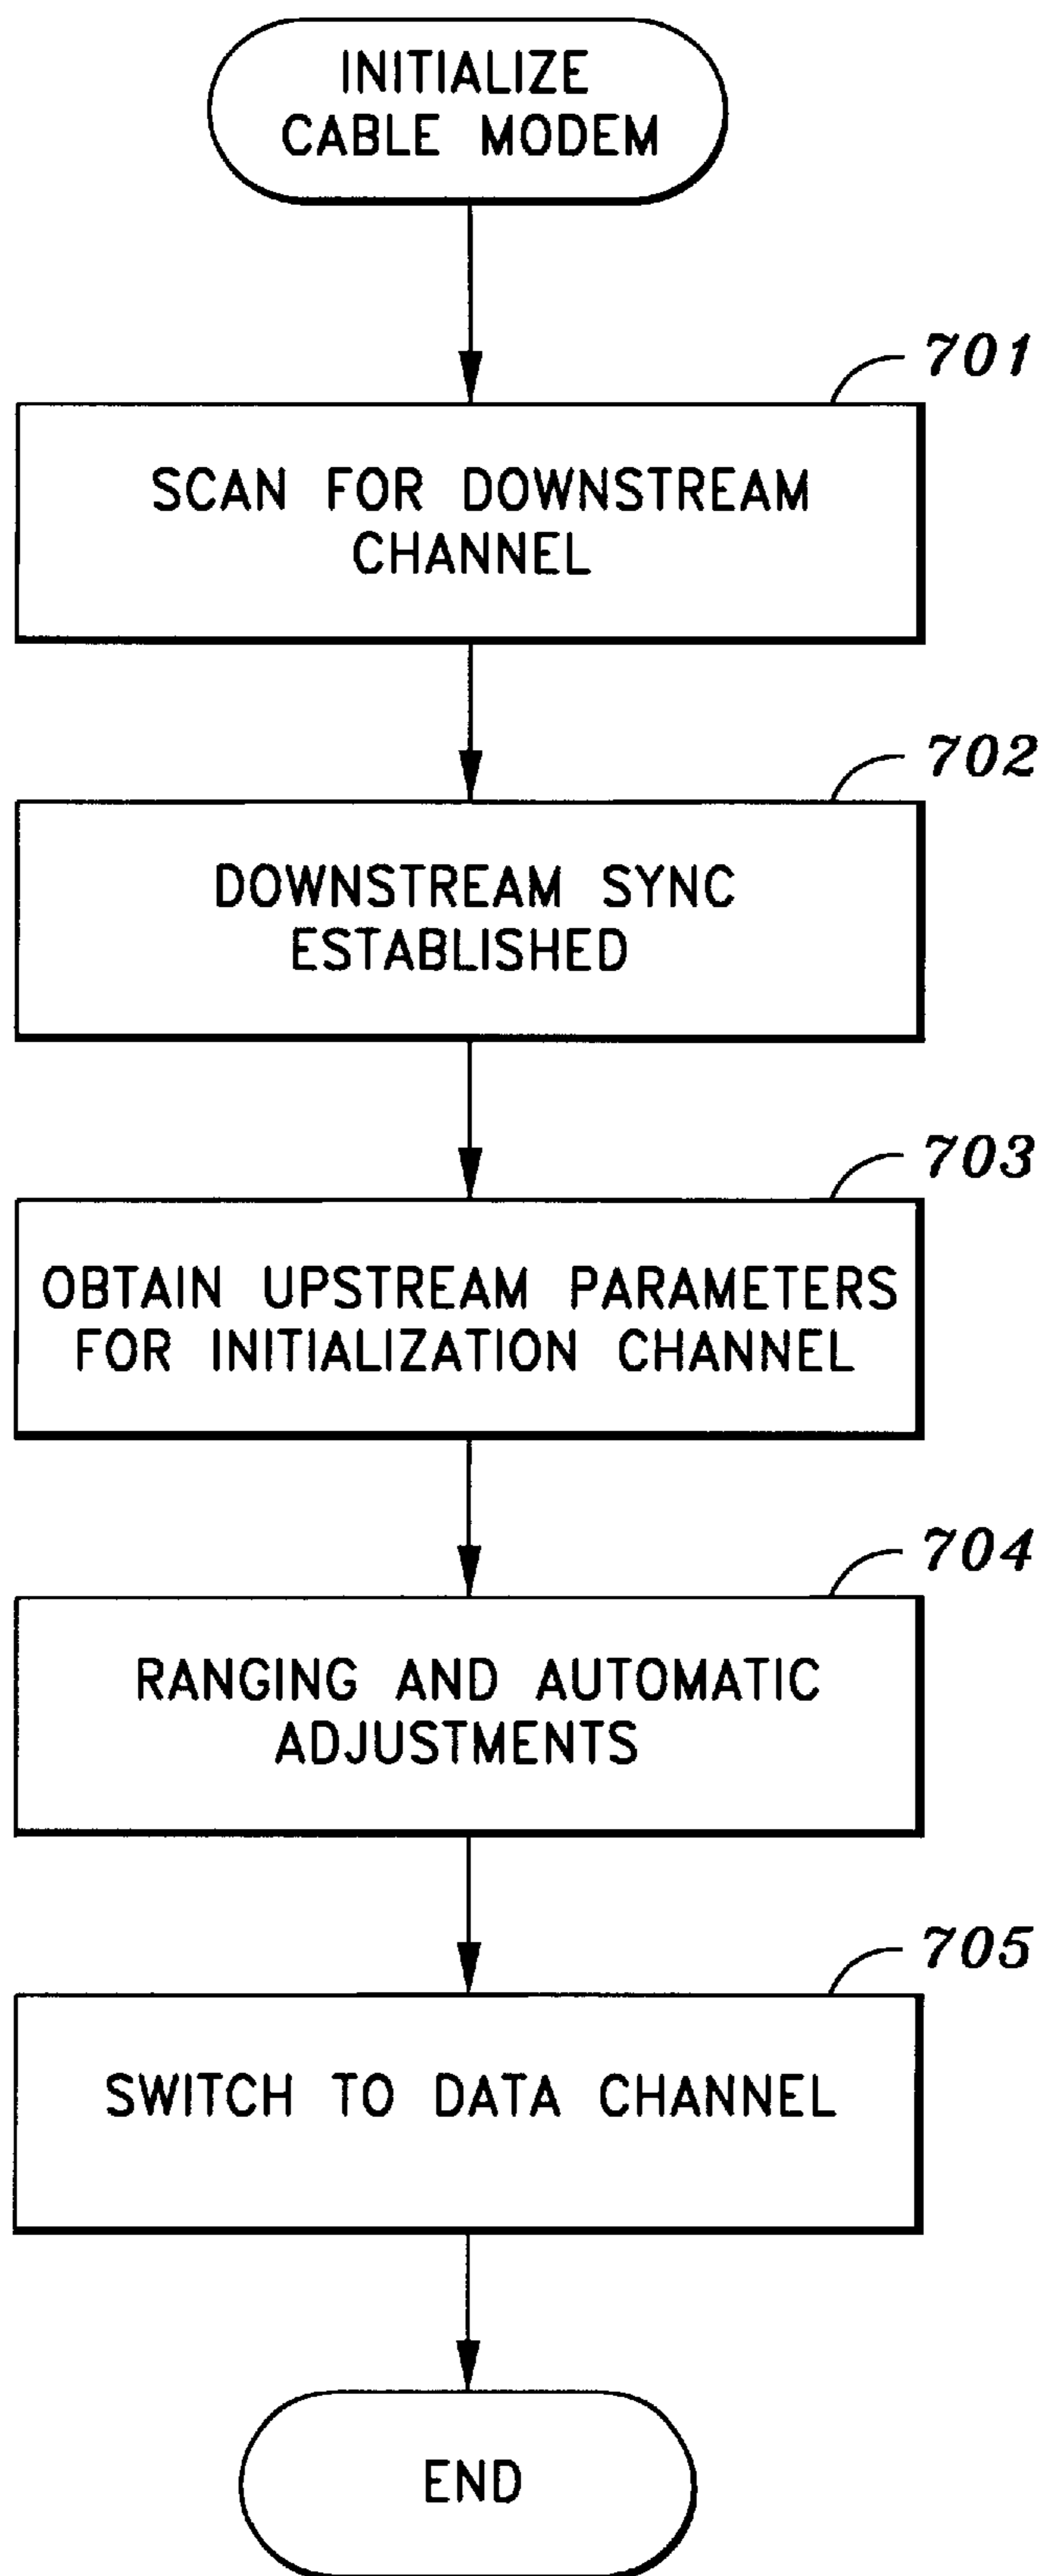 INITIALIZE
CABLE MODEM
701
SCAN FOR DOWNSTREAM
CHANNEL
702
DOWNSTREAM SYNC
ESTABLISHED
703
OBTAIN UPSTREAM PARAMETERS
FOR INITIALIZATION CHANNEL
704
RANGING AND AUTOMATIC
ADJUSTMENTS
705
SWITCH TO DATA CHANNEL
END